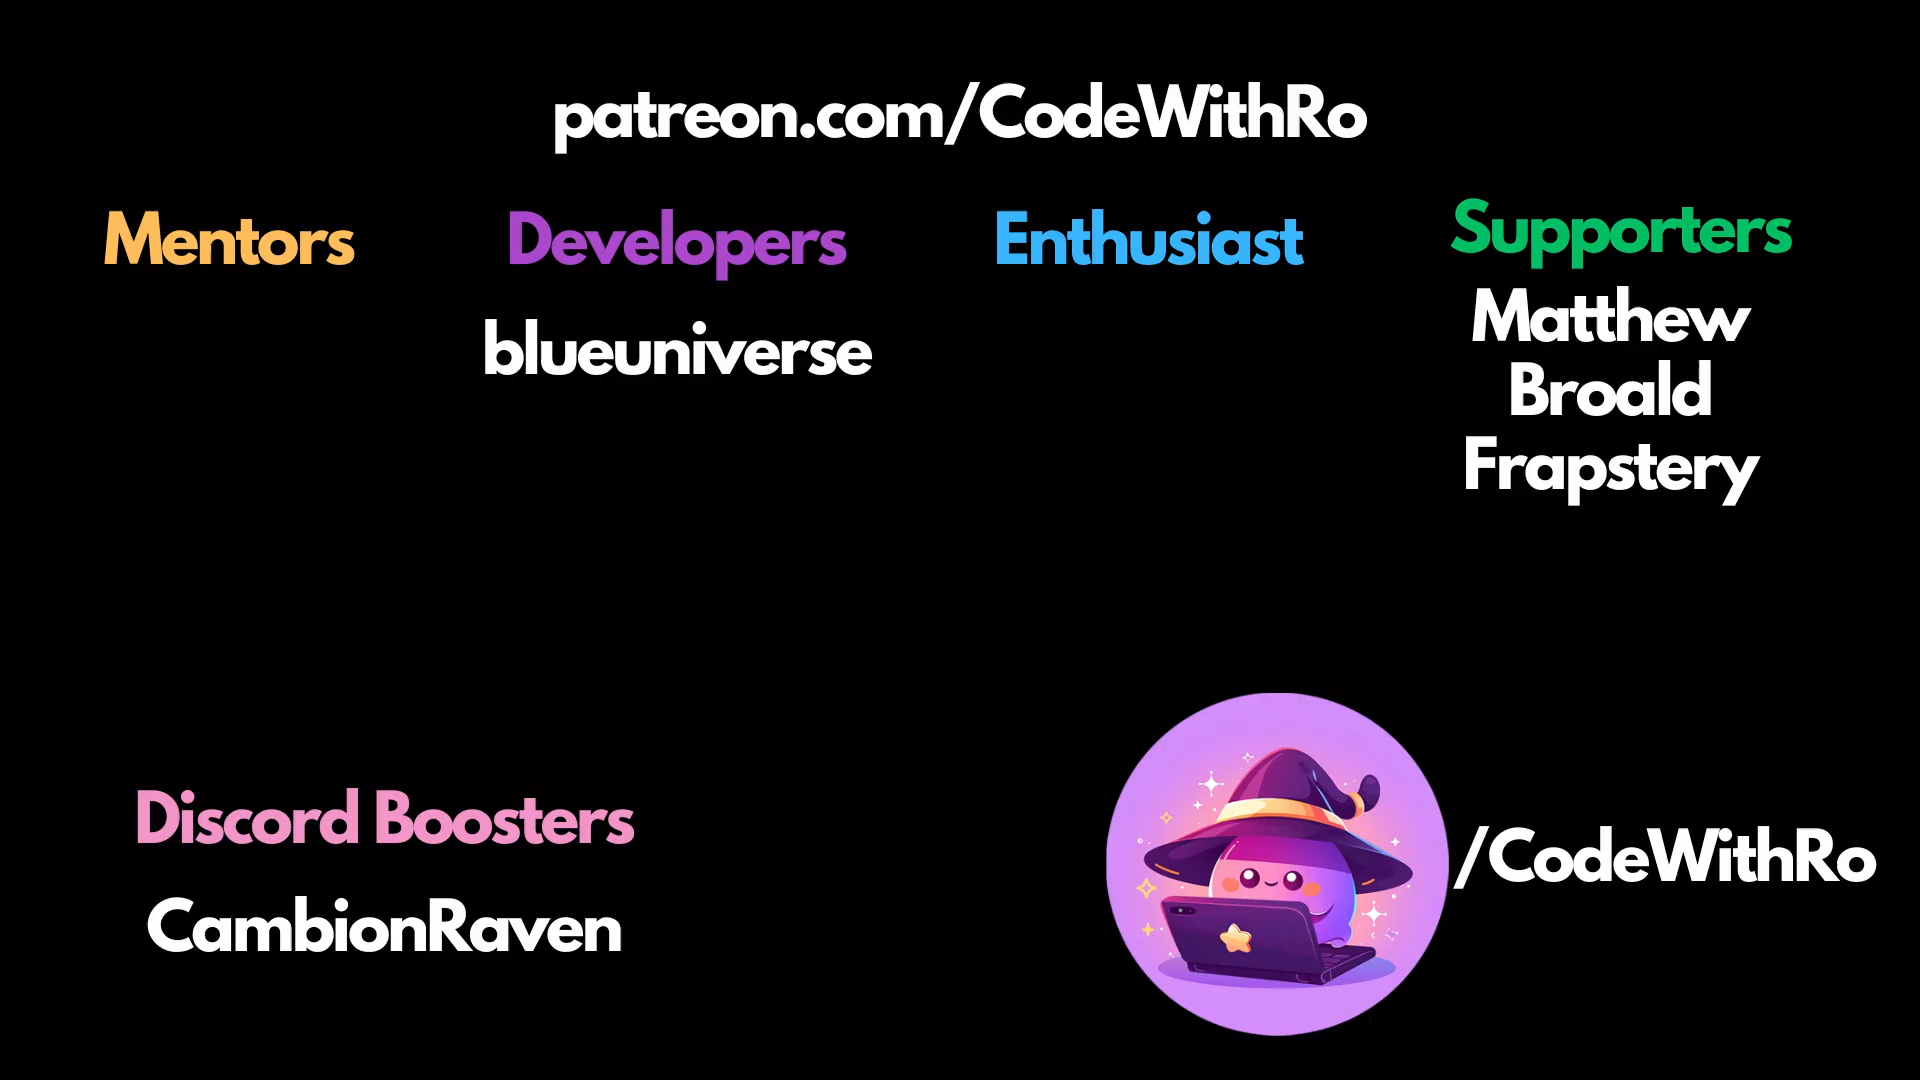 patreon.com/CodeWithRo
Mentors
Developers
blueuniverse
Enthusiast
Supporters
Matthew
Broald
Frapstery
Discord Boosters
CambionRaven
/CodeWithRo